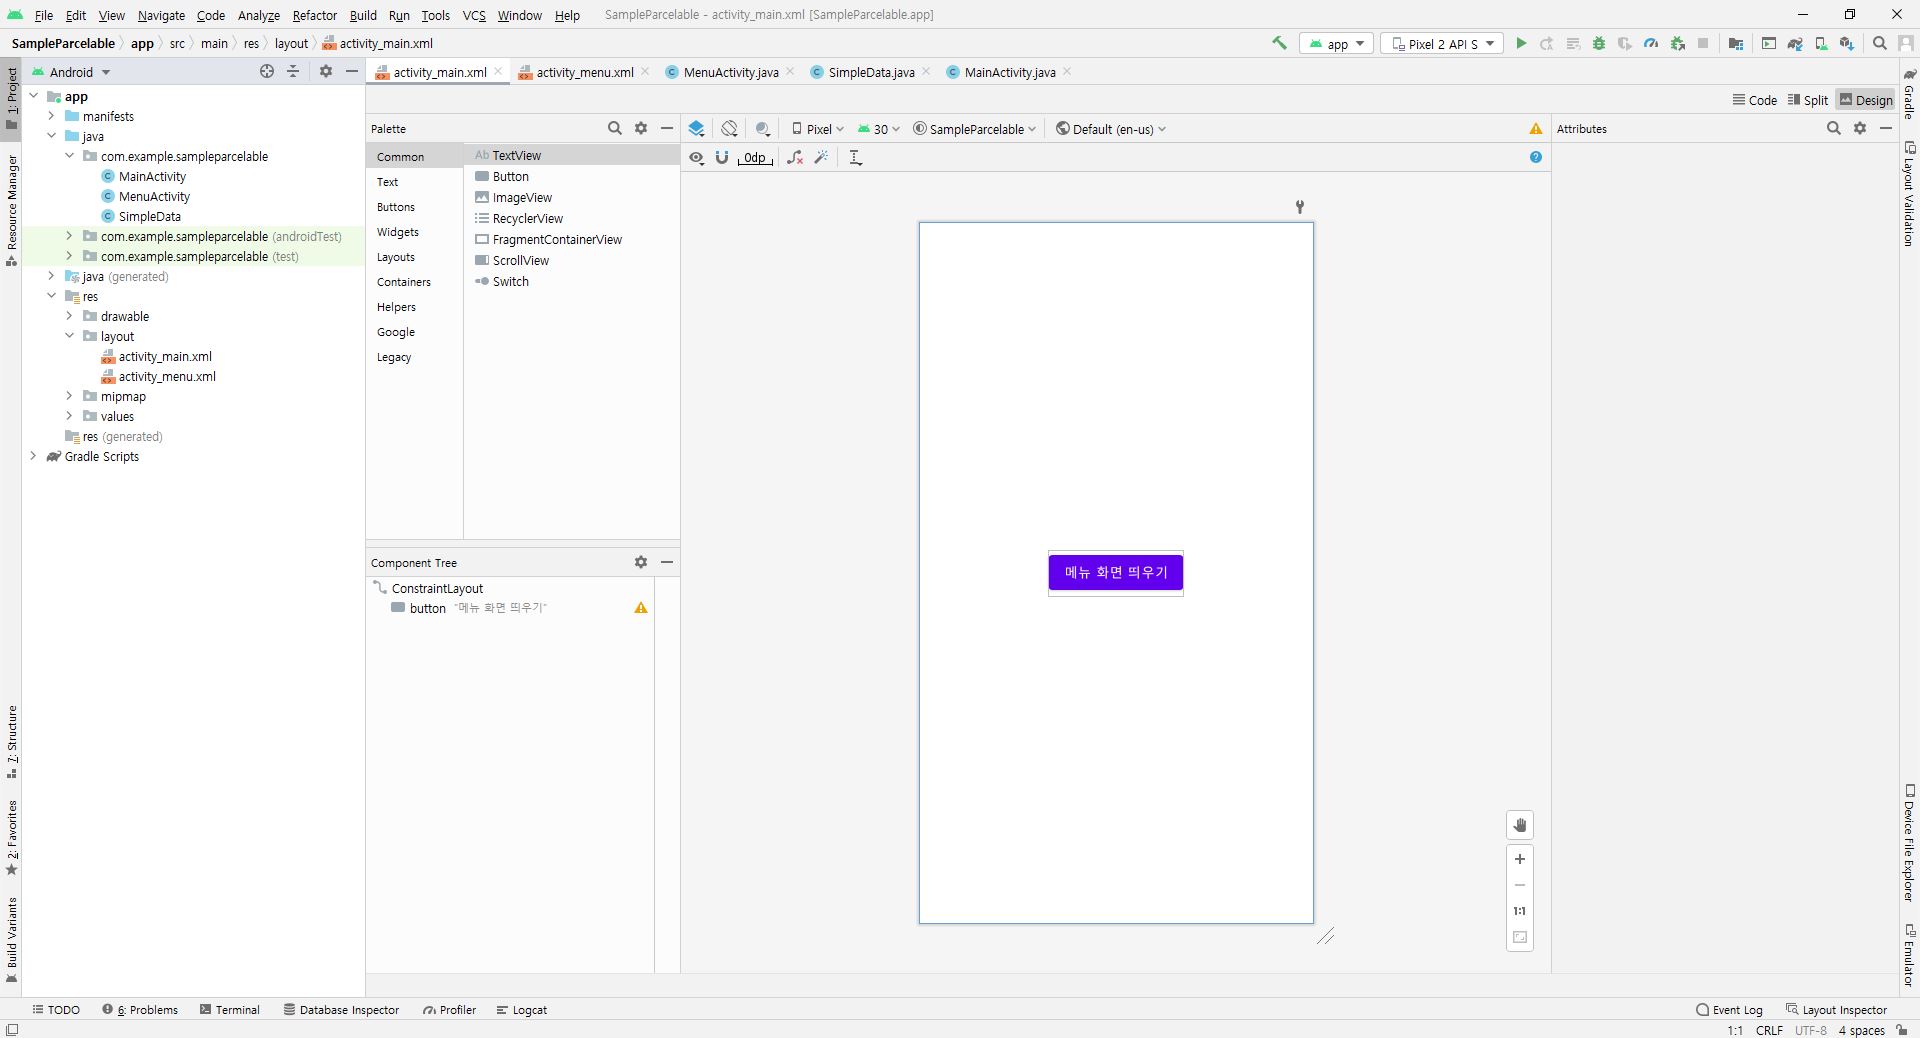 File Edit View Navigate Code Analyze Refactor Build Run Tools VCS Window Help SampleParcelable - activity_main.xml [SampleParcelable.app]
SampleParcelable app src main res layout activity_main.xml app Pixel 2 API S
1: Project
Resource Manager
7: Structure
2: Favorites
Build Variants
Android
app
manifests
java
com.example.sampleparcelable
MainActivity
MenuActivity
SimpleData
com.example.sampleparcelable (androidTest)
com.example.sampleparcelable (test)
java (generated)
res
drawable
layout
activity_main.xml
activity_menu.xml
mipmap
values
res (generated)
Gradle Scripts
activity_main.xml activity_menu.xml MenuActivity.java SimpleData.java MainActivity.java
Code Split Design
Palette
Common
Text
Buttons
Widgets
Layouts
Containers
Helpers
Google
Legacy
Ab TextView
Button
ImageView
RecyclerView
FragmentContainerView
ScrollView
Switch
Component Tree
ConstraintLayout
button "메뉴 화면 띄우기"
Pixel 30 SampleParcelable Default (en-us)
0dp
메뉴 화면 띄우기
1:1
Attributes
Gradle
Layout Validation
Device File Explorer
Emulator
TODO 6: Problems Terminal Database Inspector Profiler Logcat Event Log Layout Inspector
1:1 CRLF UTF-8 4 spaces